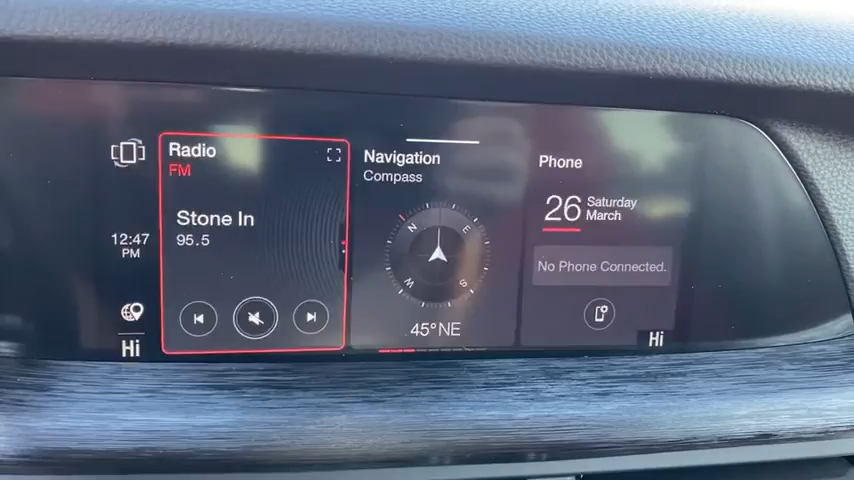 Radio
FM
Stone In
95.5
12:47
PM
Hi
Navigation
Compass
N
E
W
S
45°NE
Phone
26
Saturday
March
No Phone Connected.
Hi